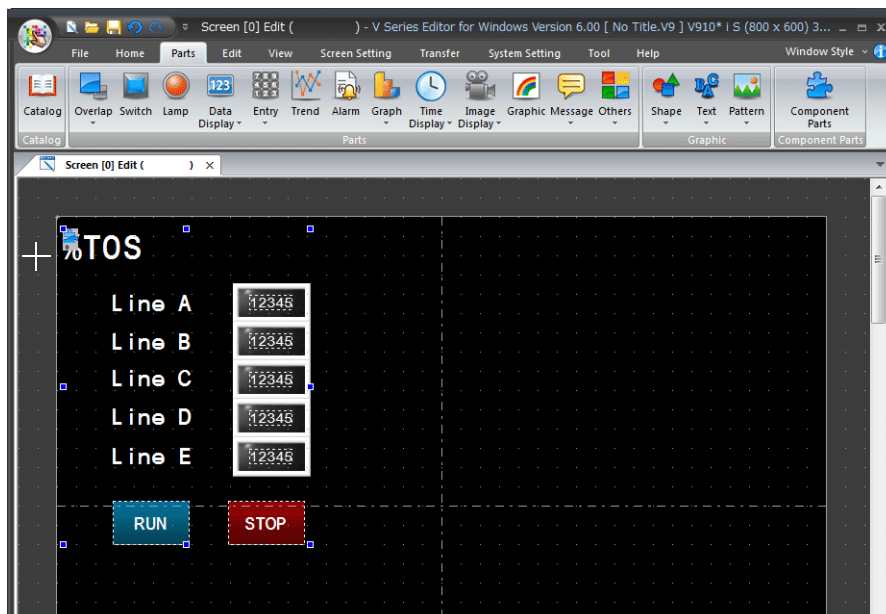 Screen [0] Edit ( ) - V Series Editor for Windows Version 6.00 [ No Title.V9 ] V910* i S (800 x 600) 3...
File Home Parts Edit View Screen Setting Transfer System Setting Tool Help Window Style
Catalog Overlap Switch Lamp Data Display Entry Trend Alarm Graph Time Display Image Display Graphic Message Others Shape Text Pattern Component Parts
Catalog Parts Graphic Component Parts
Screen [0] Edit ( ) x
%TOS
Line A 12345
Line B 12345
Line C 12345
Line D 12345
Line E 12345
RUN STOP